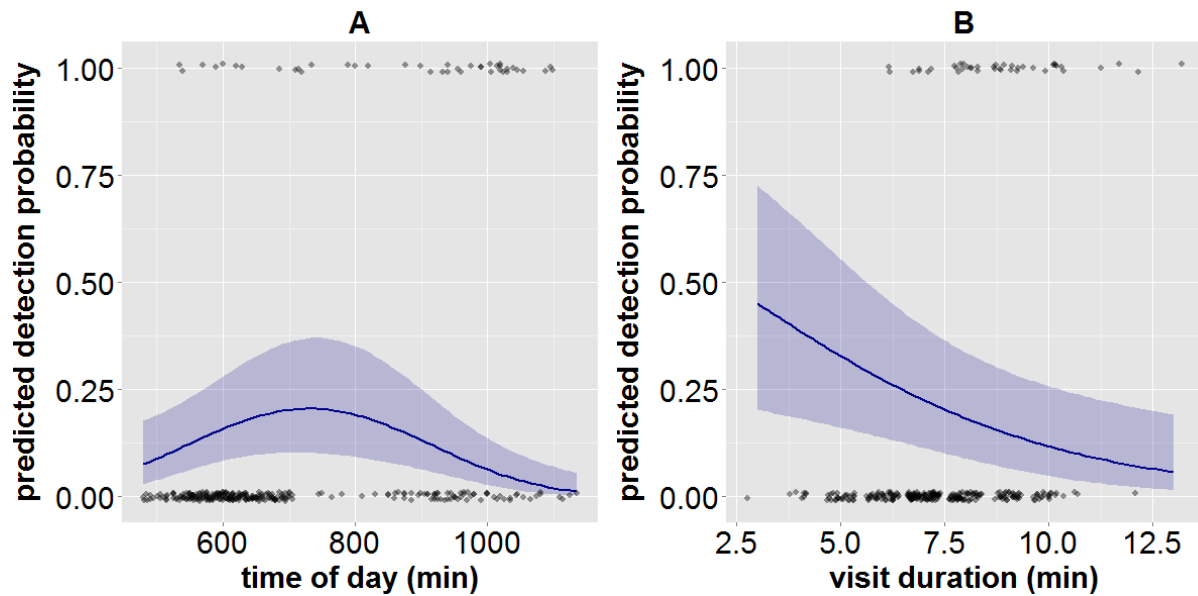 A
predicted detection probability
1.00
0.75
0.50
0.25
0.00
600 800 1000
time of day (min)
B
predicted detection probability
1.00
0.75
0.50
0.25
0.00
2.5 5.0 7.5 10.0 12.5
visit duration (min)